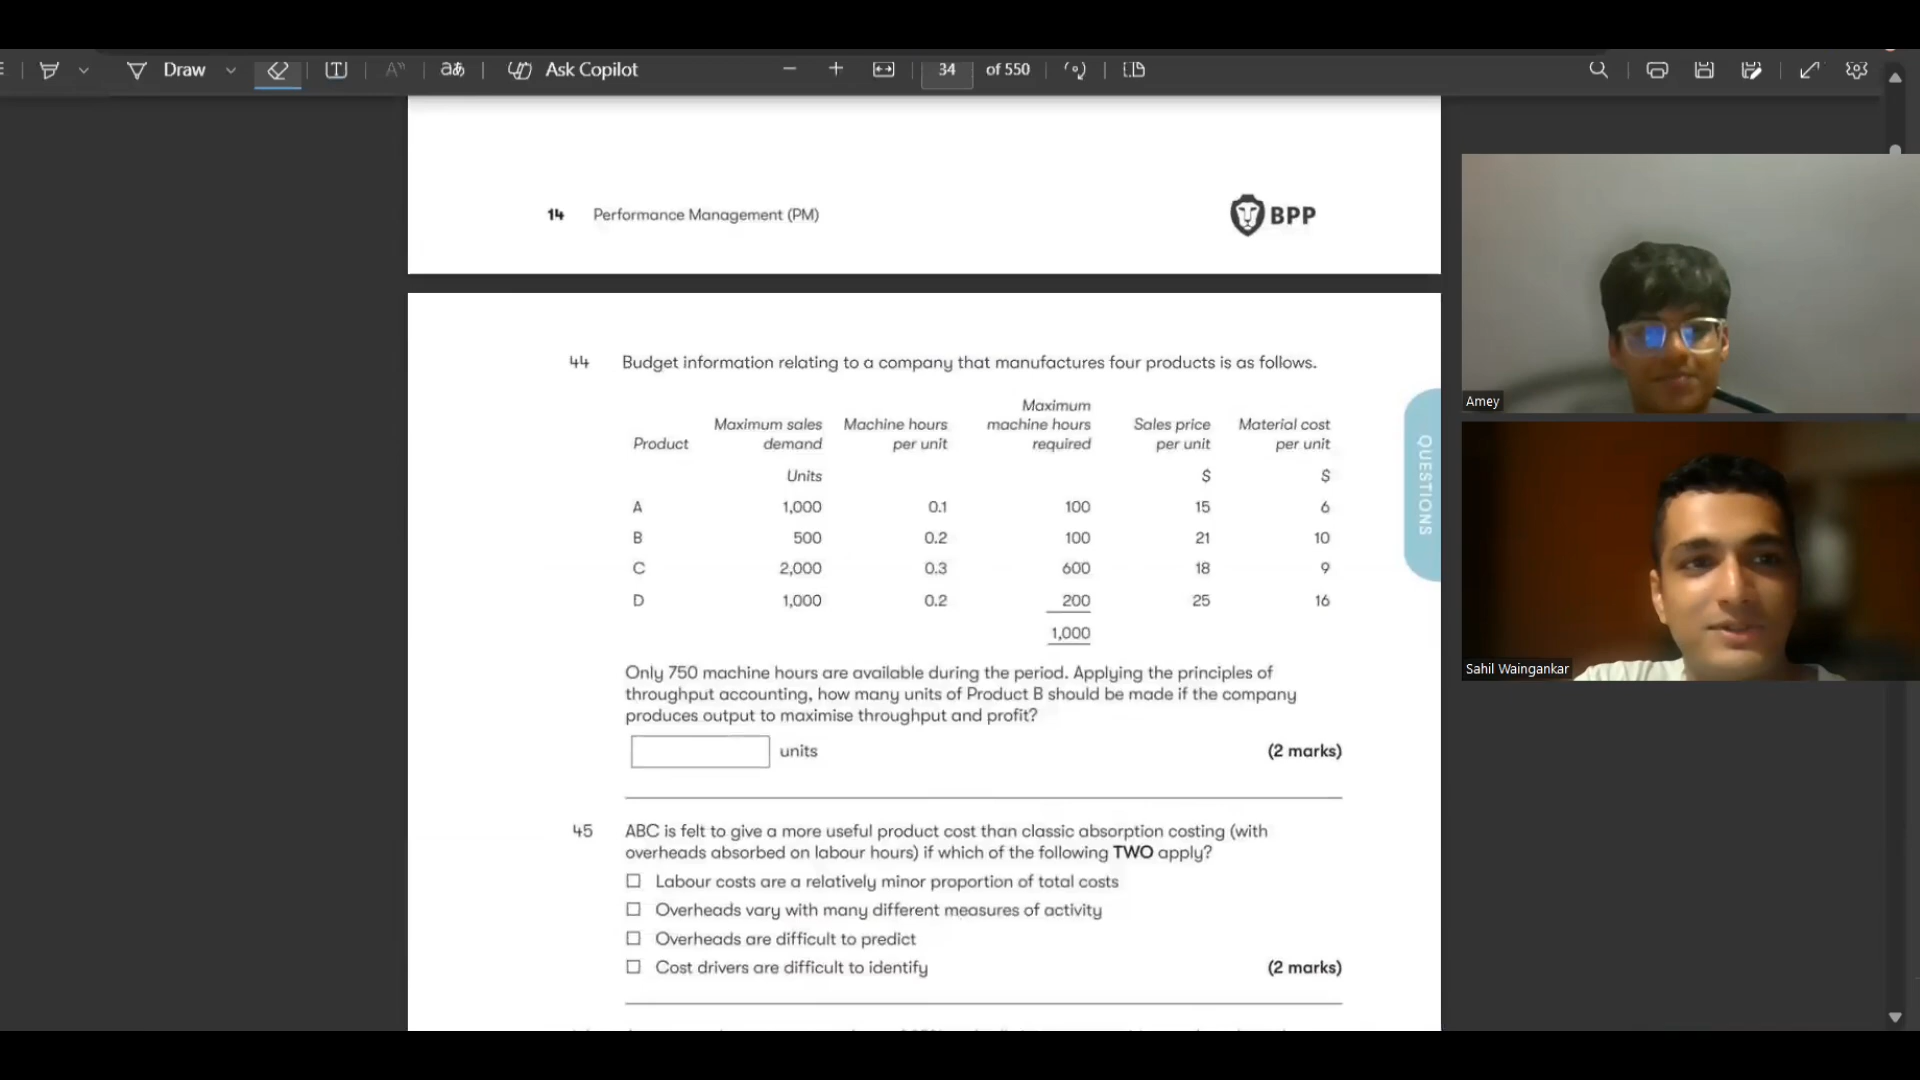 Draw
aあ
Ask Copilot
34
of 550
14
Performance Management (PM)
BPP
44 Budget information relating to a company that manufactures four products is as follows.
Product Maximum sales demand Machine hours per unit Maximum machine hours required Sales price per unit Material cost per unit
Units $ $
A 1,000 0.1 100 15 6
B 500 0.2 100 21 10
C 2,000 0.3 600 18 9
D 1,000 0.2 200 25 16
1,000
Only 750 machine hours are available during the period. Applying the principles of
throughput accounting, how many units of Product B should be made if the company
produces output to maximise throughput and profit?
units (2 marks)
45 ABC is felt to give a more useful product cost than classic absorption costing (with
overheads absorbed on labour hours) if which of the following TWO apply?
Labour costs are a relatively minor proportion of total costs
Overheads vary with many different measures of activity
Overheads are difficult to predict
Cost drivers are difficult to identify (2 marks)
QUESTIONS
Amey
Sahil Waingankar